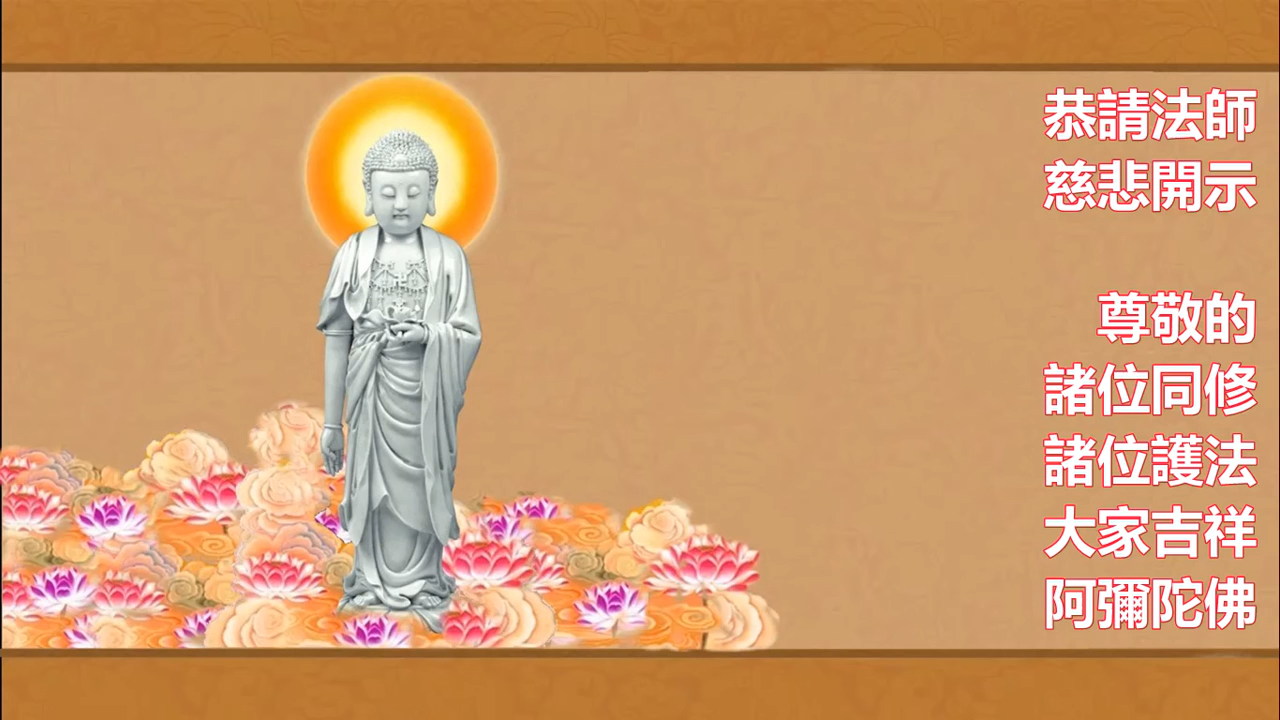 恭請法師
慈悲開示
尊敬的
諸位同修
諸位護法
大家吉祥
阿彌陀佛